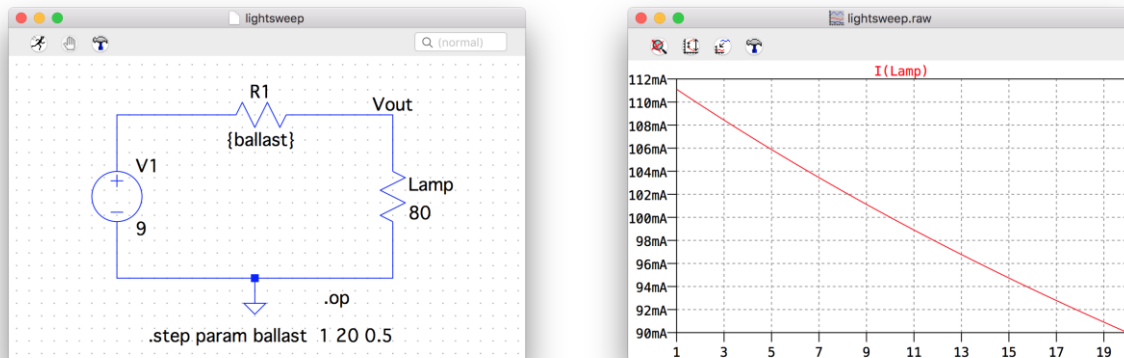 lightsweep
(normal)
R1
Vout
{ballast}
V1
Lamp
80
9
.op
.step param ballast 1 20 0.5
lightsweep.raw
I(Lamp)
112mA
110mA
108mA
106mA
104mA
102mA
100mA
98mA
96mA
94mA
92mA
90mA
1 3 5 7 9 11 13 15 17 19